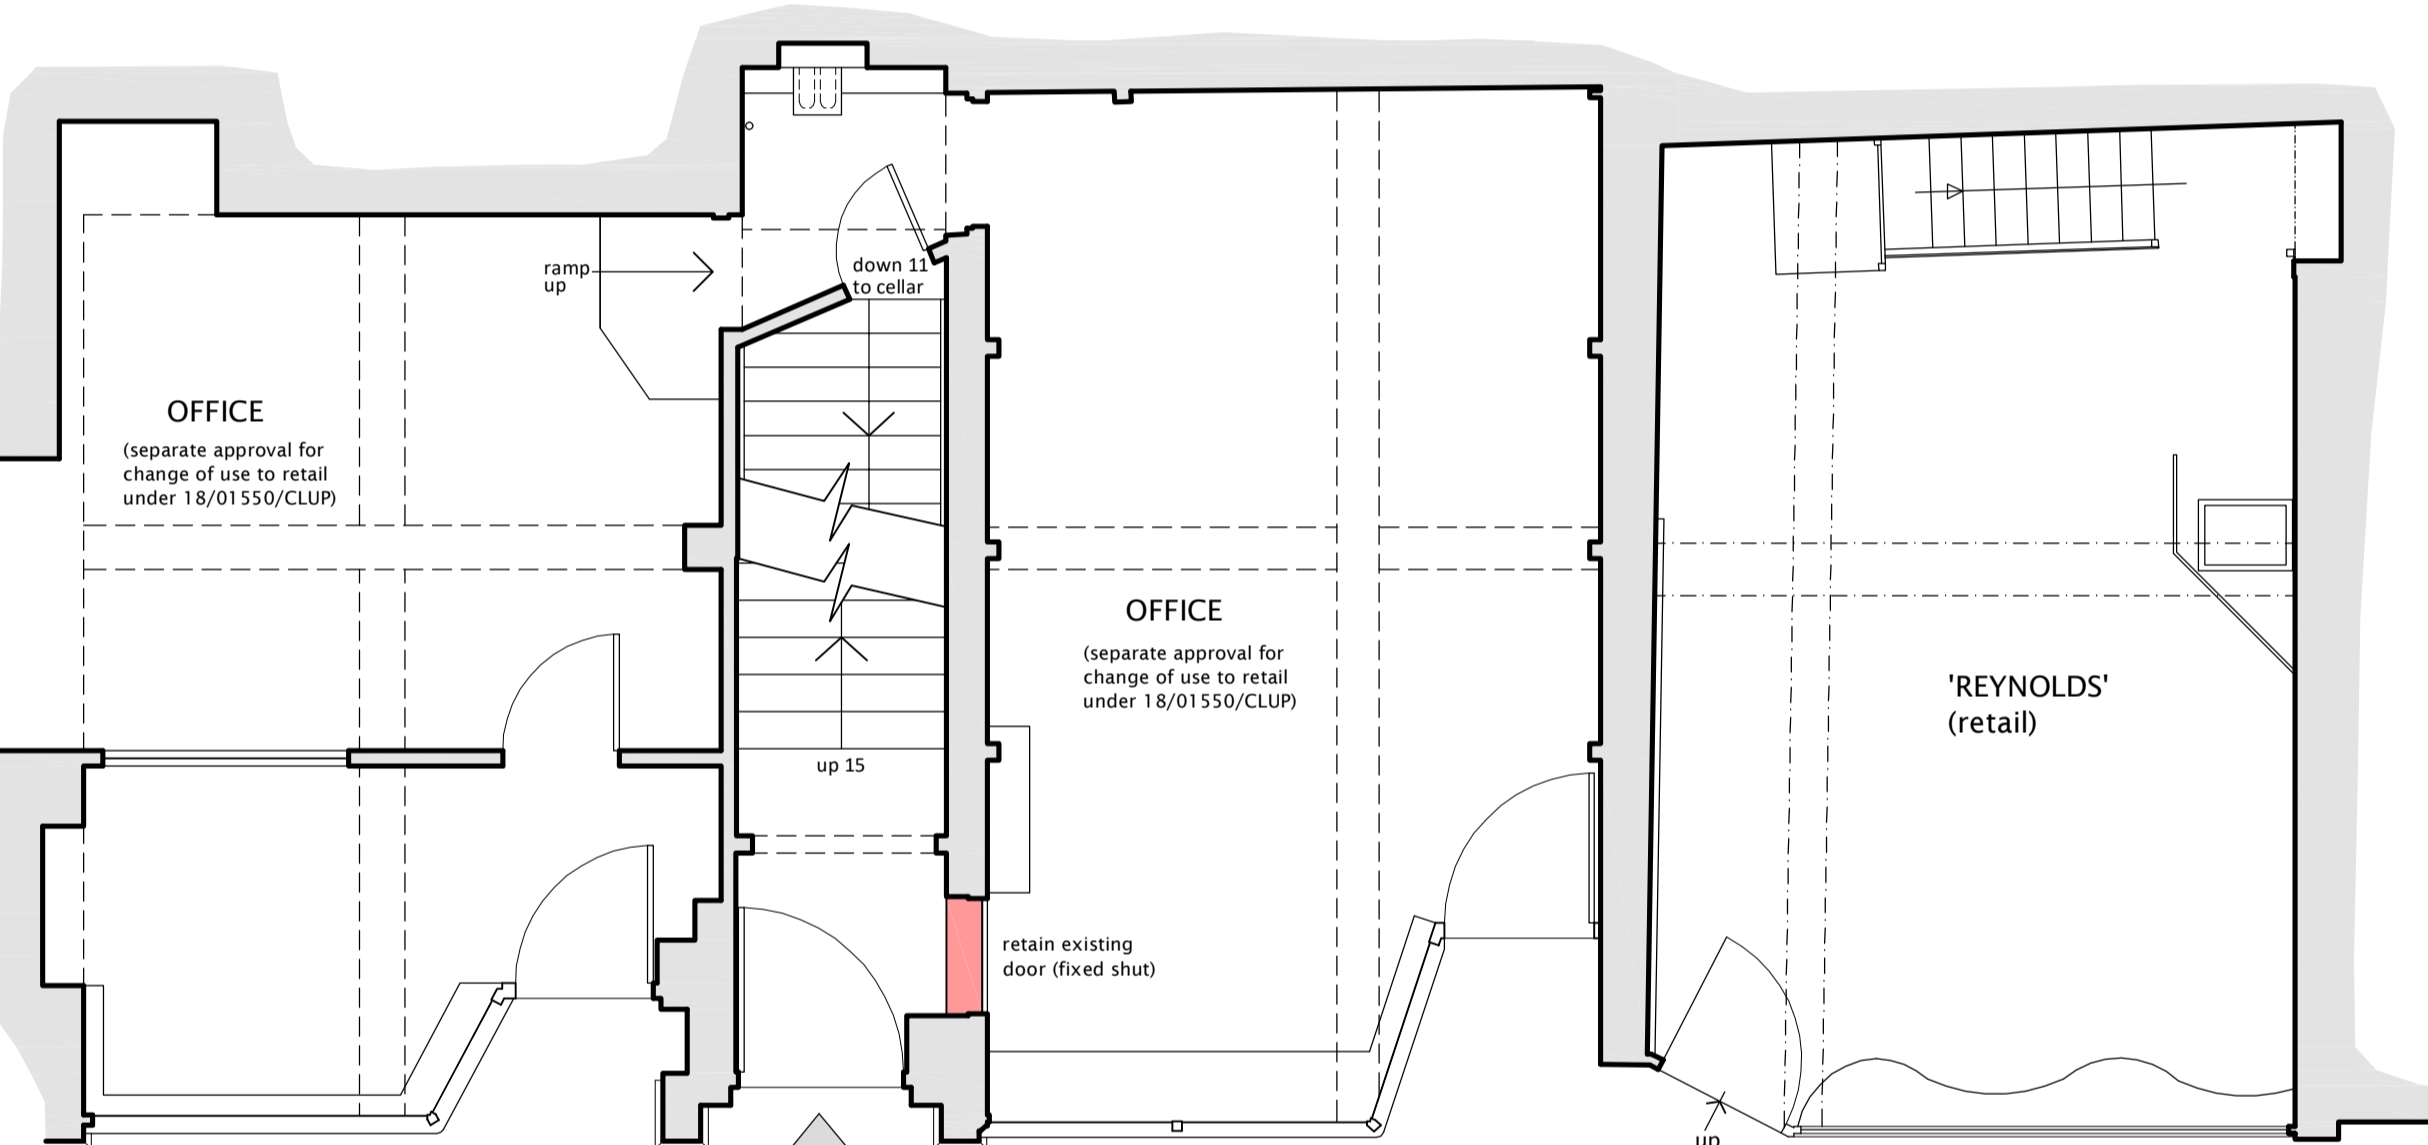 ramp
up
down 11
to cellar
OFFICE
(separate approval for
change of use to retail
under 18/01550/CLUP)
OFFICE
(separate approval for
change of use to retail
under 18/01550/CLUP)
'REYNOLDS'
(retail)
up 15
retain existing
door (fixed shut)
up